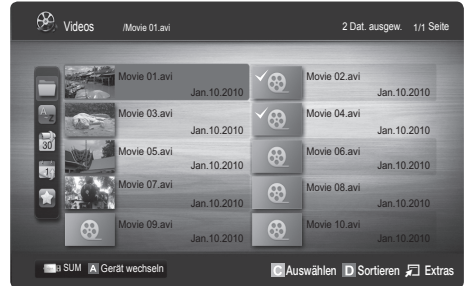 Videos /Movie 01.avi 2 Dat. ausgew. 1/1 Seite
Movie 01.avi Movie 02.avi
Jan.10.2010 Jan.10.2010
Movie 03.avi Movie 04.avi
Jan.10.2010 Jan.10.2010
Movie 05.avi Movie 06.avi
Jan.10.2010 Jan.10.2010
Movie 07.avi Movie 08.avi
Jan.10.2010 Jan.10.2010
Movie 09.avi Movie 10.avi
Jan.10.2010 Jan.10.2010
A Z
30
1
a SUM A Gerät wechseln C Auswählen D Sortieren Extras